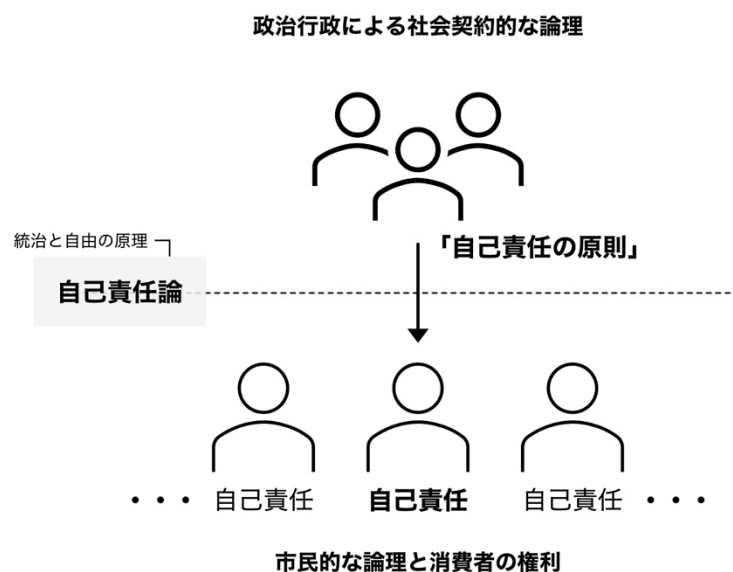 政治行政による社会契約的な論理
統治と自由の原理
「自己責任の原則」
自己責任論
・・・ 自己責任 自己責任 自己責任 ・・・
市民的な論理と消費者の権利